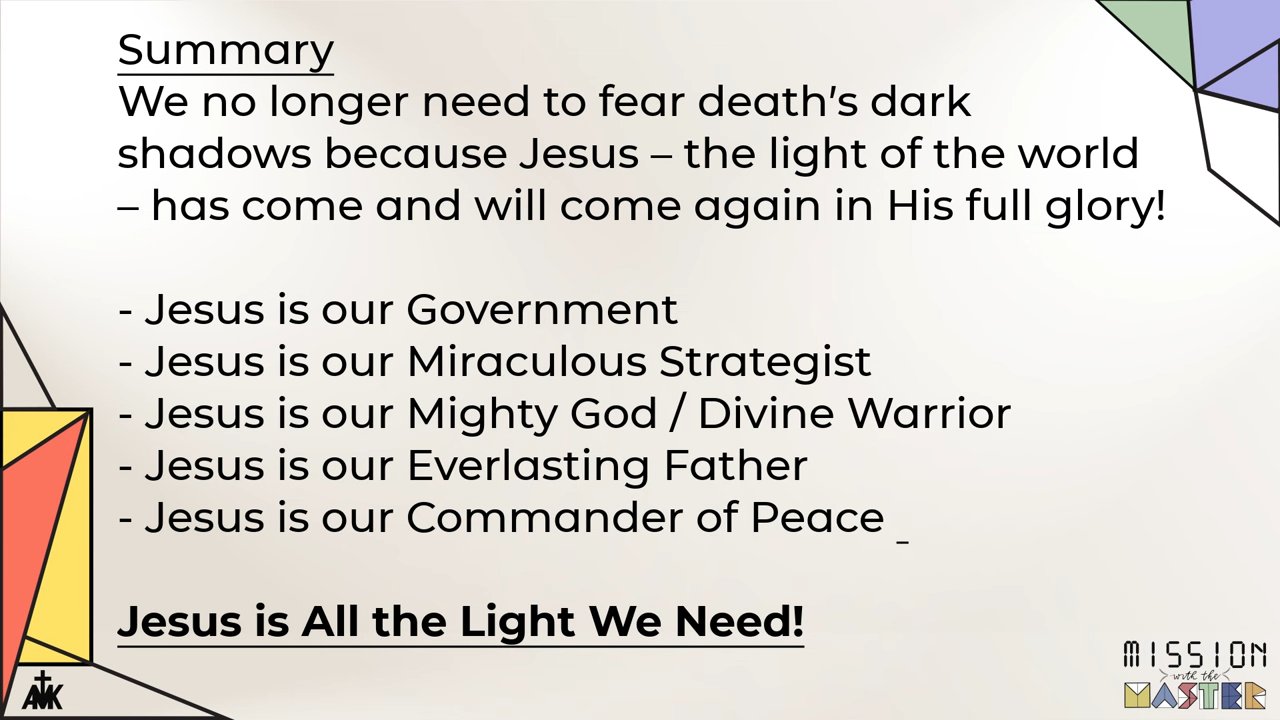 Summary
We no longer need to fear death's dark
shadows because Jesus – the light of the world
– has come and will come again in His full glory!
- Jesus is our Government
- Jesus is our Miraculous Strategist
- Jesus is our Mighty God / Divine Warrior
- Jesus is our Everlasting Father
- Jesus is our Commander of Peace _
Jesus is All the Light We Need!
MISSION
with the
MASTER
AMK